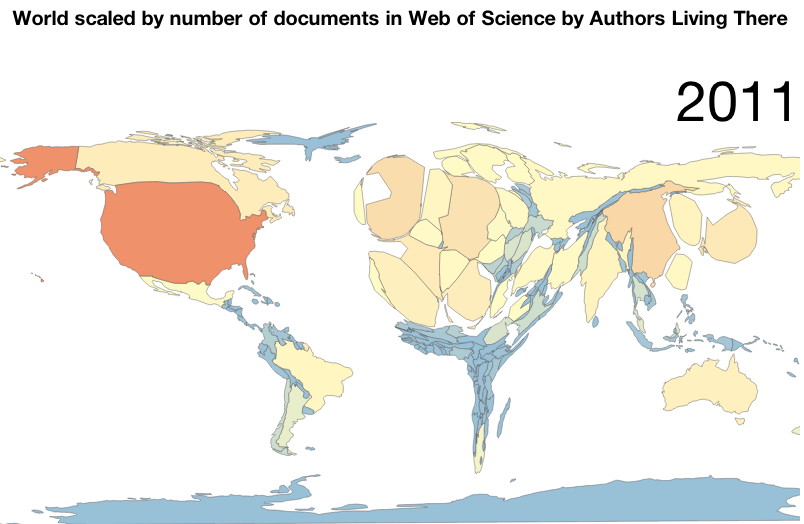 World scaled by number of documents in Web of Science by Authors Living There
2011